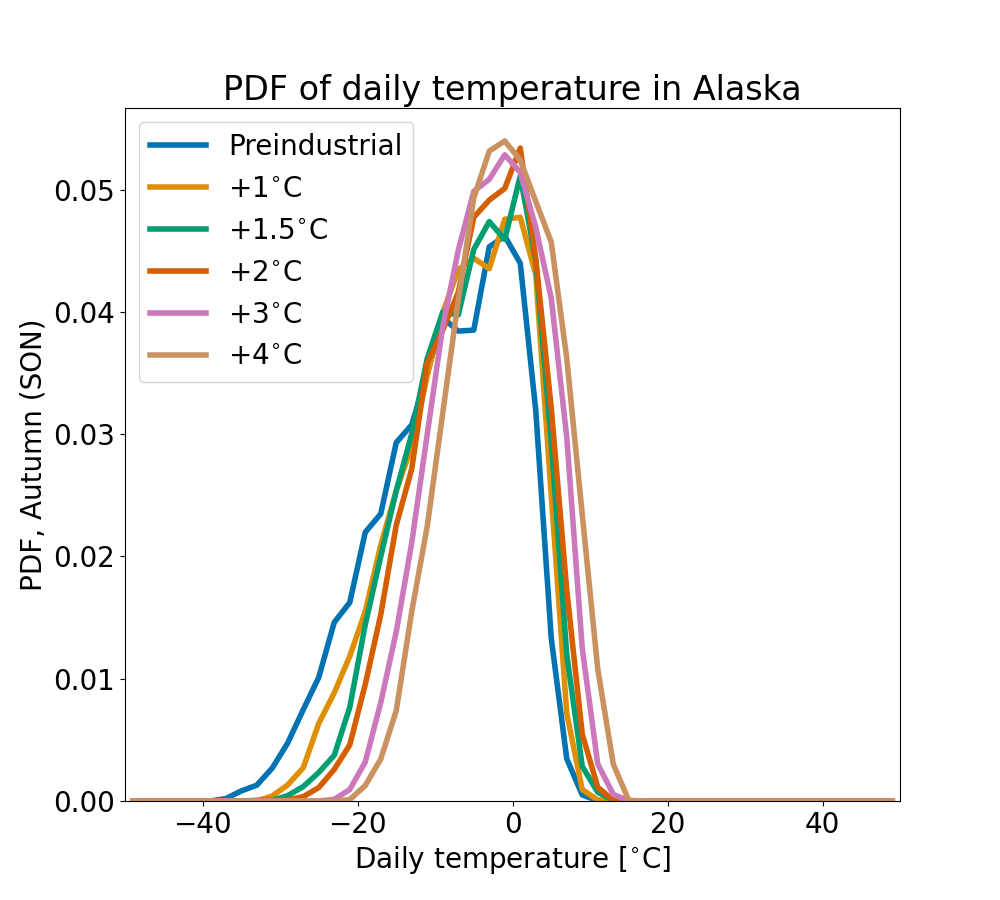 PDF of daily temperature in Alaska
Preindustrial
+1°C
+1.5°C
+2°C
+3°C
+4°C
PDF, Autumn (SON)
0.05
0.04
0.03
0.02
0.01
0.00
−40
−20
0
20
40
Daily temperature [°C]